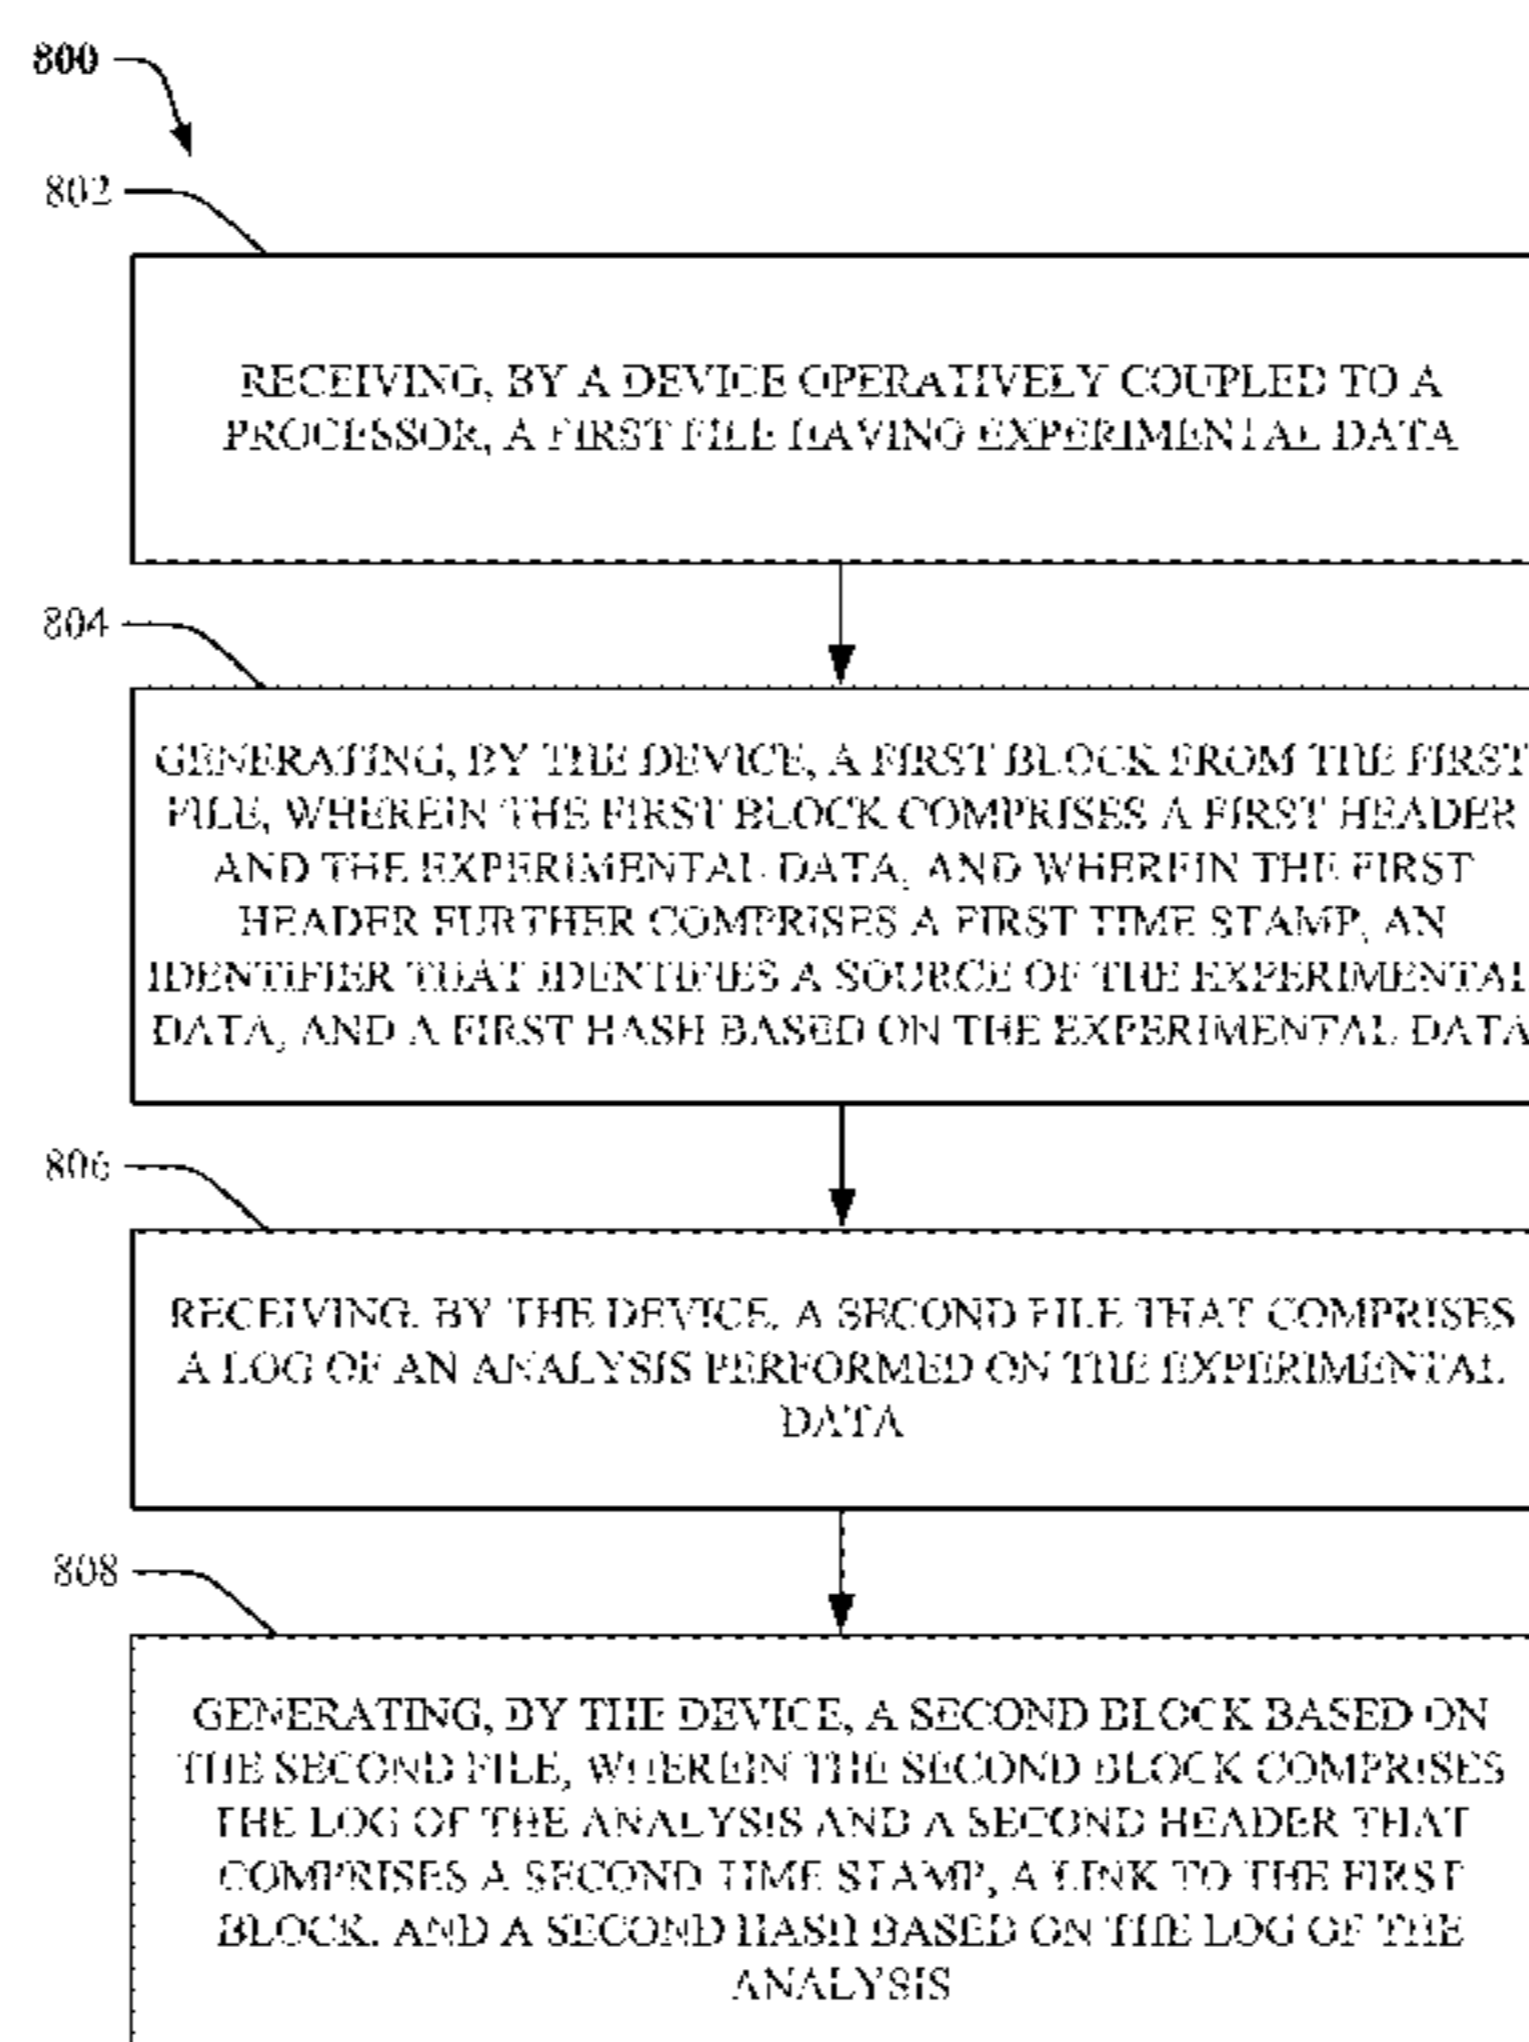 800
802
RECEIVING, BY A DEVICE OPERATIVELY COUPLED TO A
PROCESSOR, A FIRST FILE HAVING EXPERIMENTAL DATA
804
GENERATING, BY THE DEVICE, A FIRST BLOCK FROM THE FIRST
FILE, WHEREIN THE FIRST BLOCK COMPRISES A FIRST HEADER
AND THE EXPERIMENTAL DATA, AND WHEREIN THE FIRST
HEADER FURTHER COMPRISES A FIRST TIME STAMP, AN
IDENTIFIER THAT IDENTIFIES A SOURCE OF THE EXPERIMENTAL
DATA, AND A FIRST HASH BASED ON THE EXPERIMENTAL DATA
806
RECEIVING, BY THE DEVICE, A SECOND FILE THAT COMPRISES
A LOG OF AN ANALYSIS PERFORMED ON THE EXPERIMENTAL
DATA
808
GENERATING, BY THE DEVICE, A SECOND BLOCK BASED ON
THE SECOND FILE, WHEREIN THE SECOND BLOCK COMPRISES
THE LOG OF THE ANALYSIS AND A SECOND HEADER THAT
COMPRISES A SECOND TIME STAMP, A LINK TO THE FIRST
BLOCK, AND A SECOND HASH BASED ON THE LOG OF THE
ANALYSIS